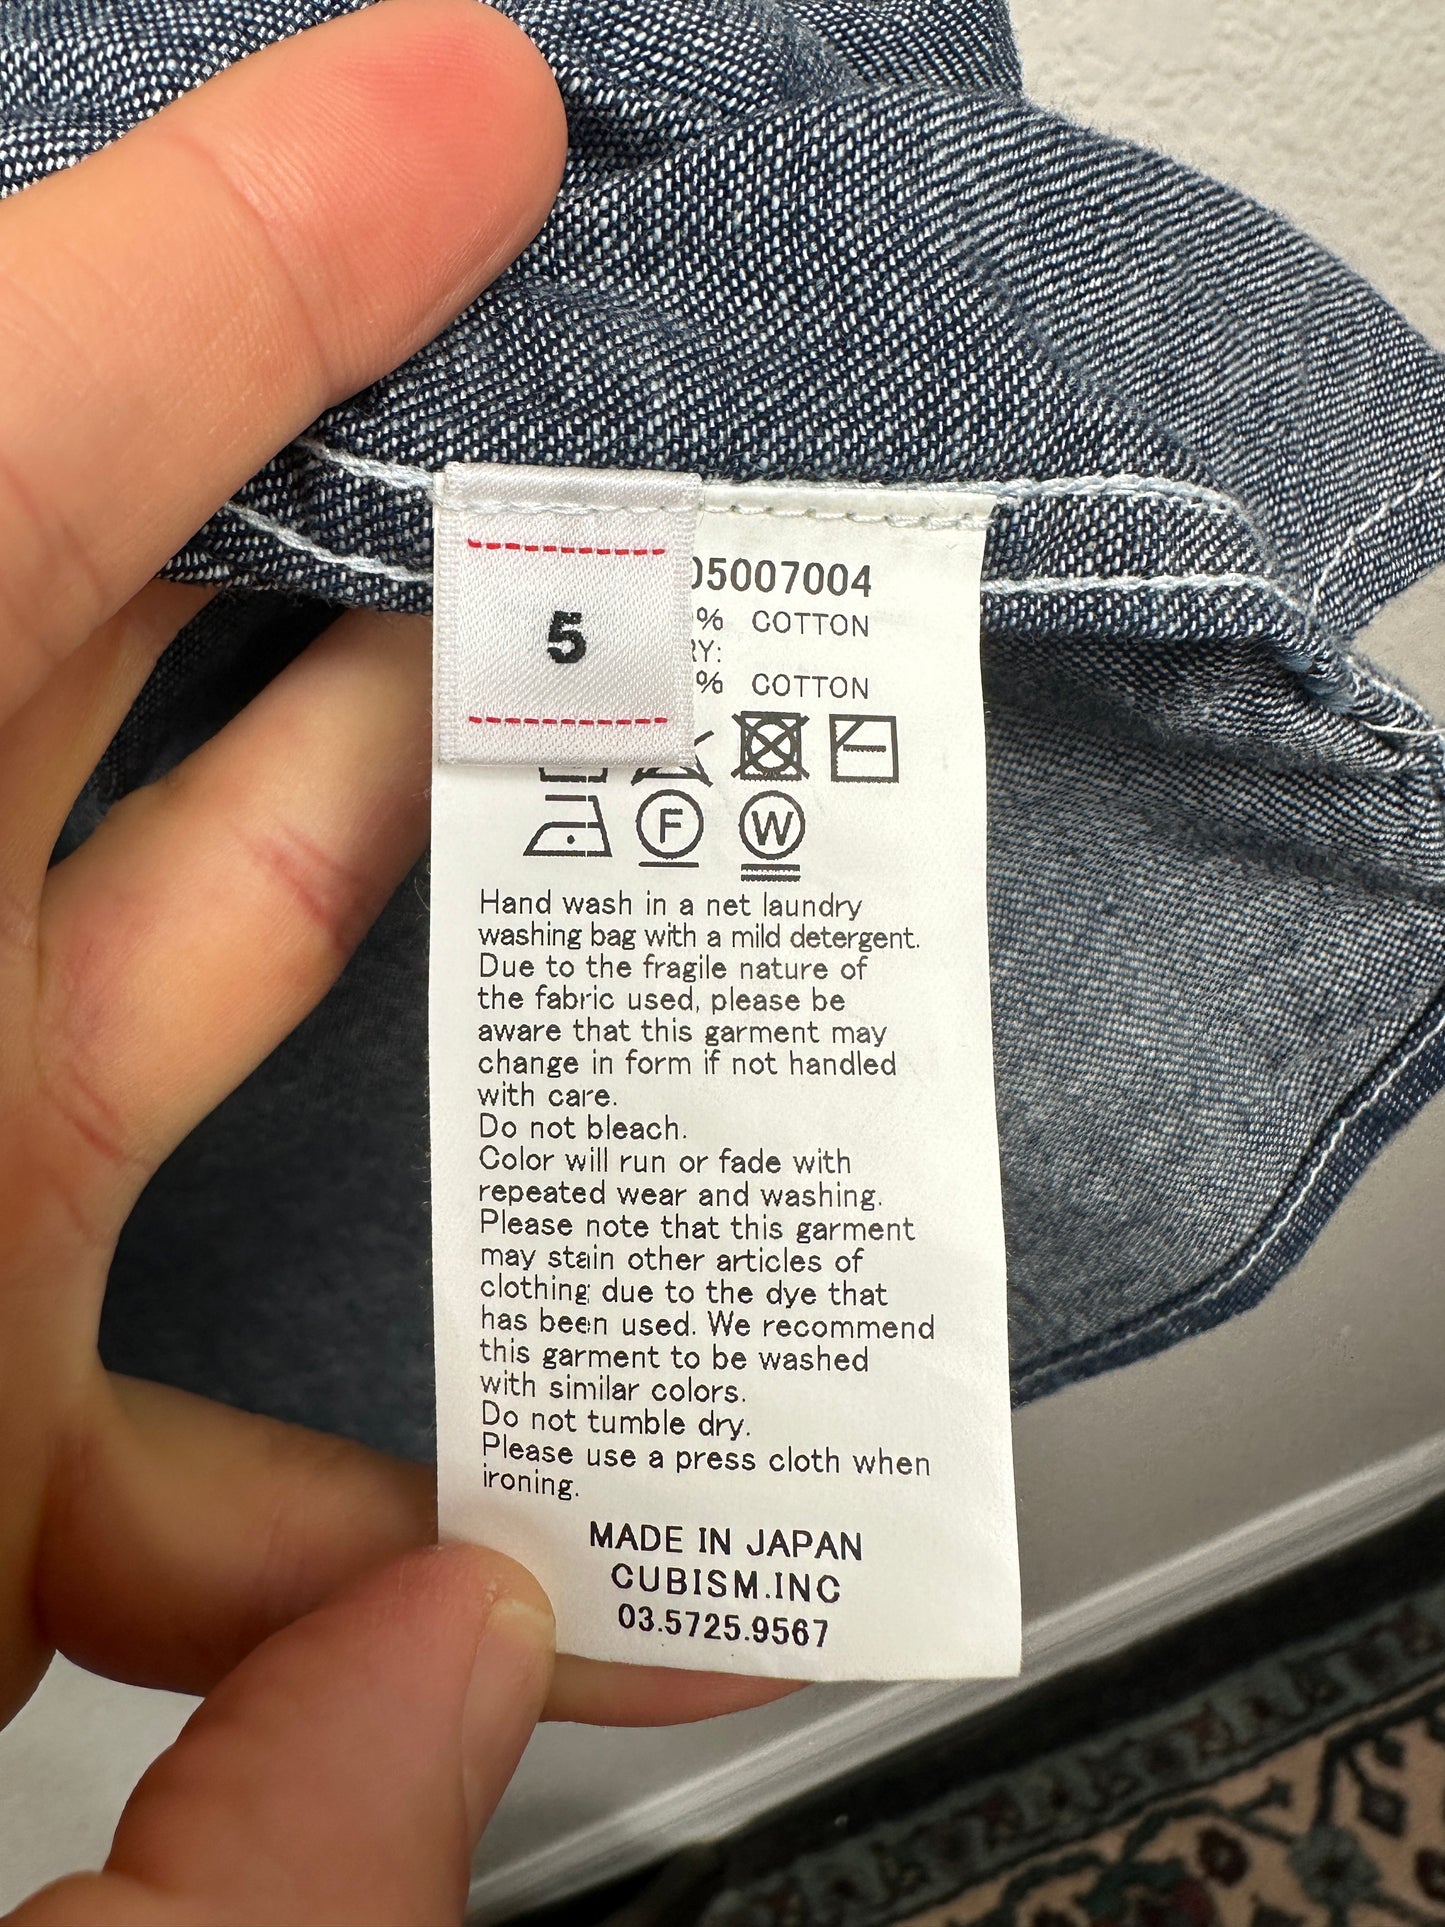 5
05007004
% COTTON
RY:
% COTTON
F W
Hand wash in a net laundry
washing bag with a mild detergent.
Due to the fragile nature of
the fabric used, please be
aware that this garment may
change in form if not handled
with care.
Do not bleach.
Color will run or fade with
repeated wear and washing.
Please note that this garment
may stain other articles of
clothing due to the dye that
has been used. We recommend
this garment to be washed
with similar colors.
Do not tumble dry.
Please use a press cloth when
ironing.
MADE IN JAPAN
CUBISM.INC
03.5725.9567